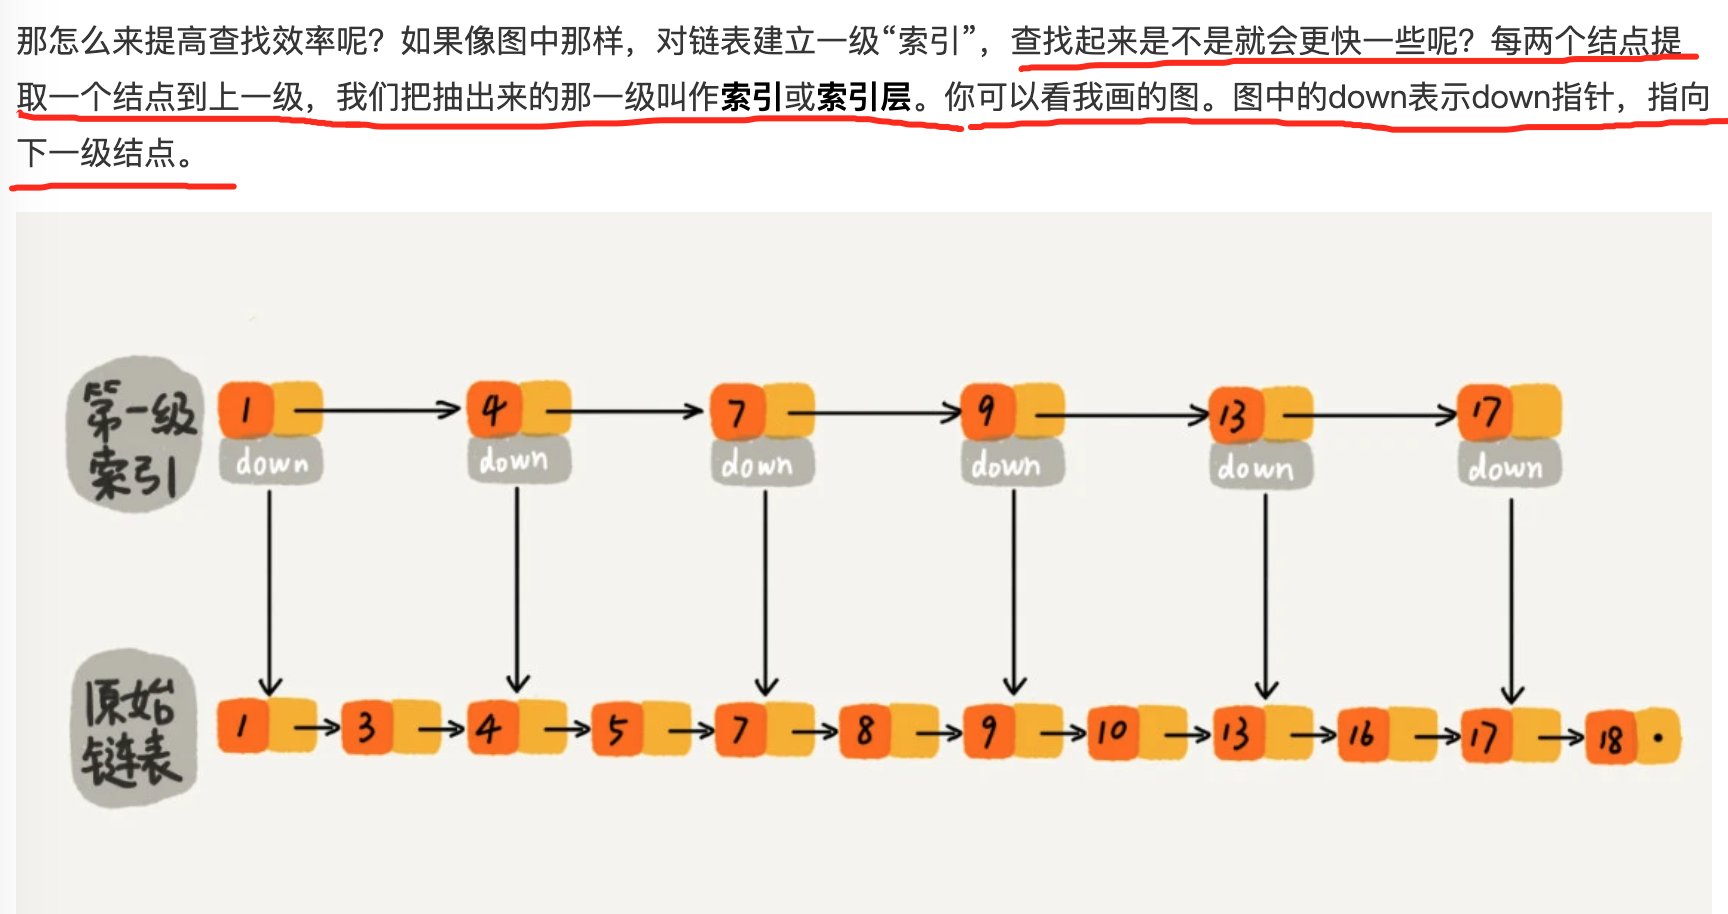 那怎么来提高查找效率呢？如果像图中那样，对链表建立一级“索引”，查找起来是不是就会更快一些呢？每两个结点提
取一个结点到上一级，我们把抽出来的那一级叫作索引或索引层。你可以看我画的图。图中的down表示down指针，指向
下一级结点。
第一级
索引
1 4 7 9 13 17
down down down down down down
原始
链表
1 3 4 5 7 8 9 10 13 16 17 18